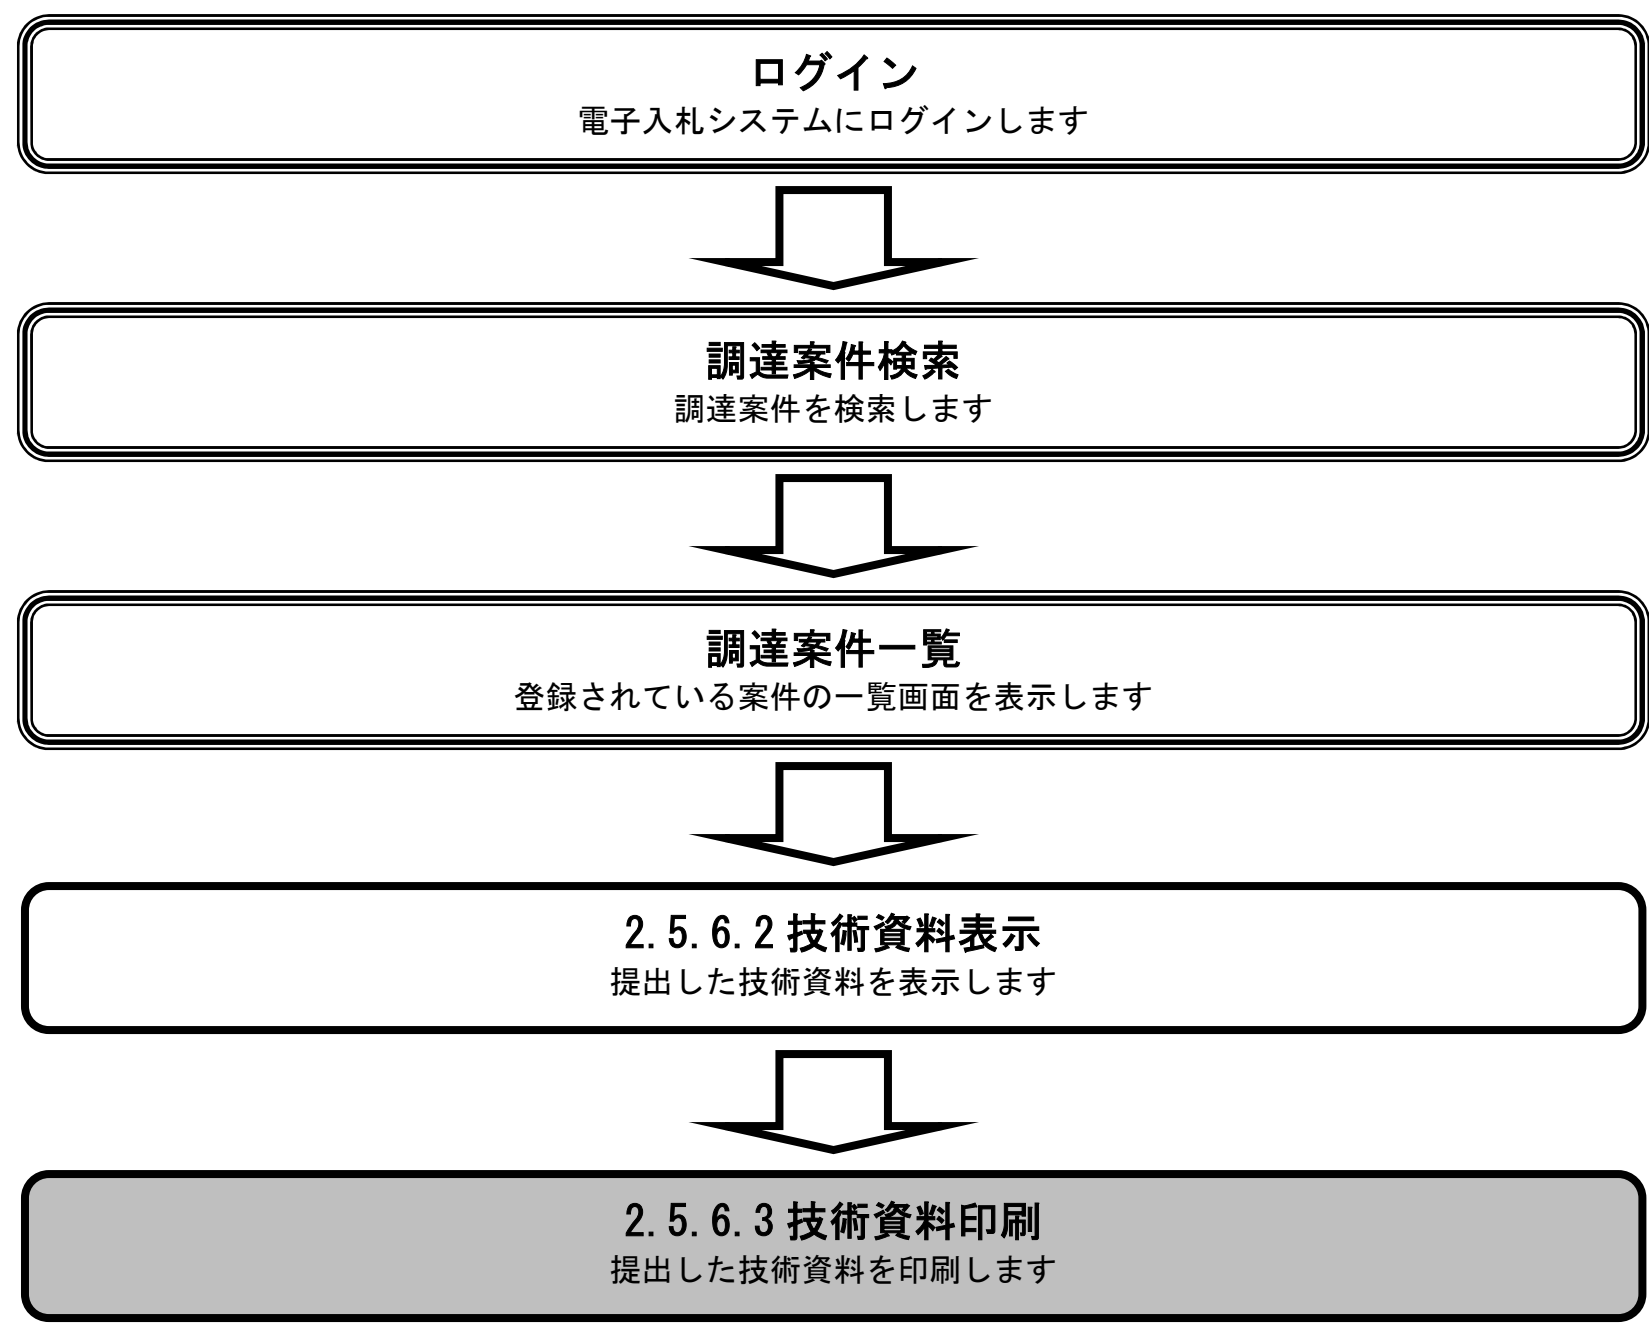 ログイン
電子入札システムにログインします
調達案件検索
調達案件を検索します
調達案件一覧
登録されている案件の一覧画面を表示します
2.5.6.2 技術資料表示
提出した技術資料を表示します
2.5.6.3 技術資料印刷
提出した技術資料を印刷します